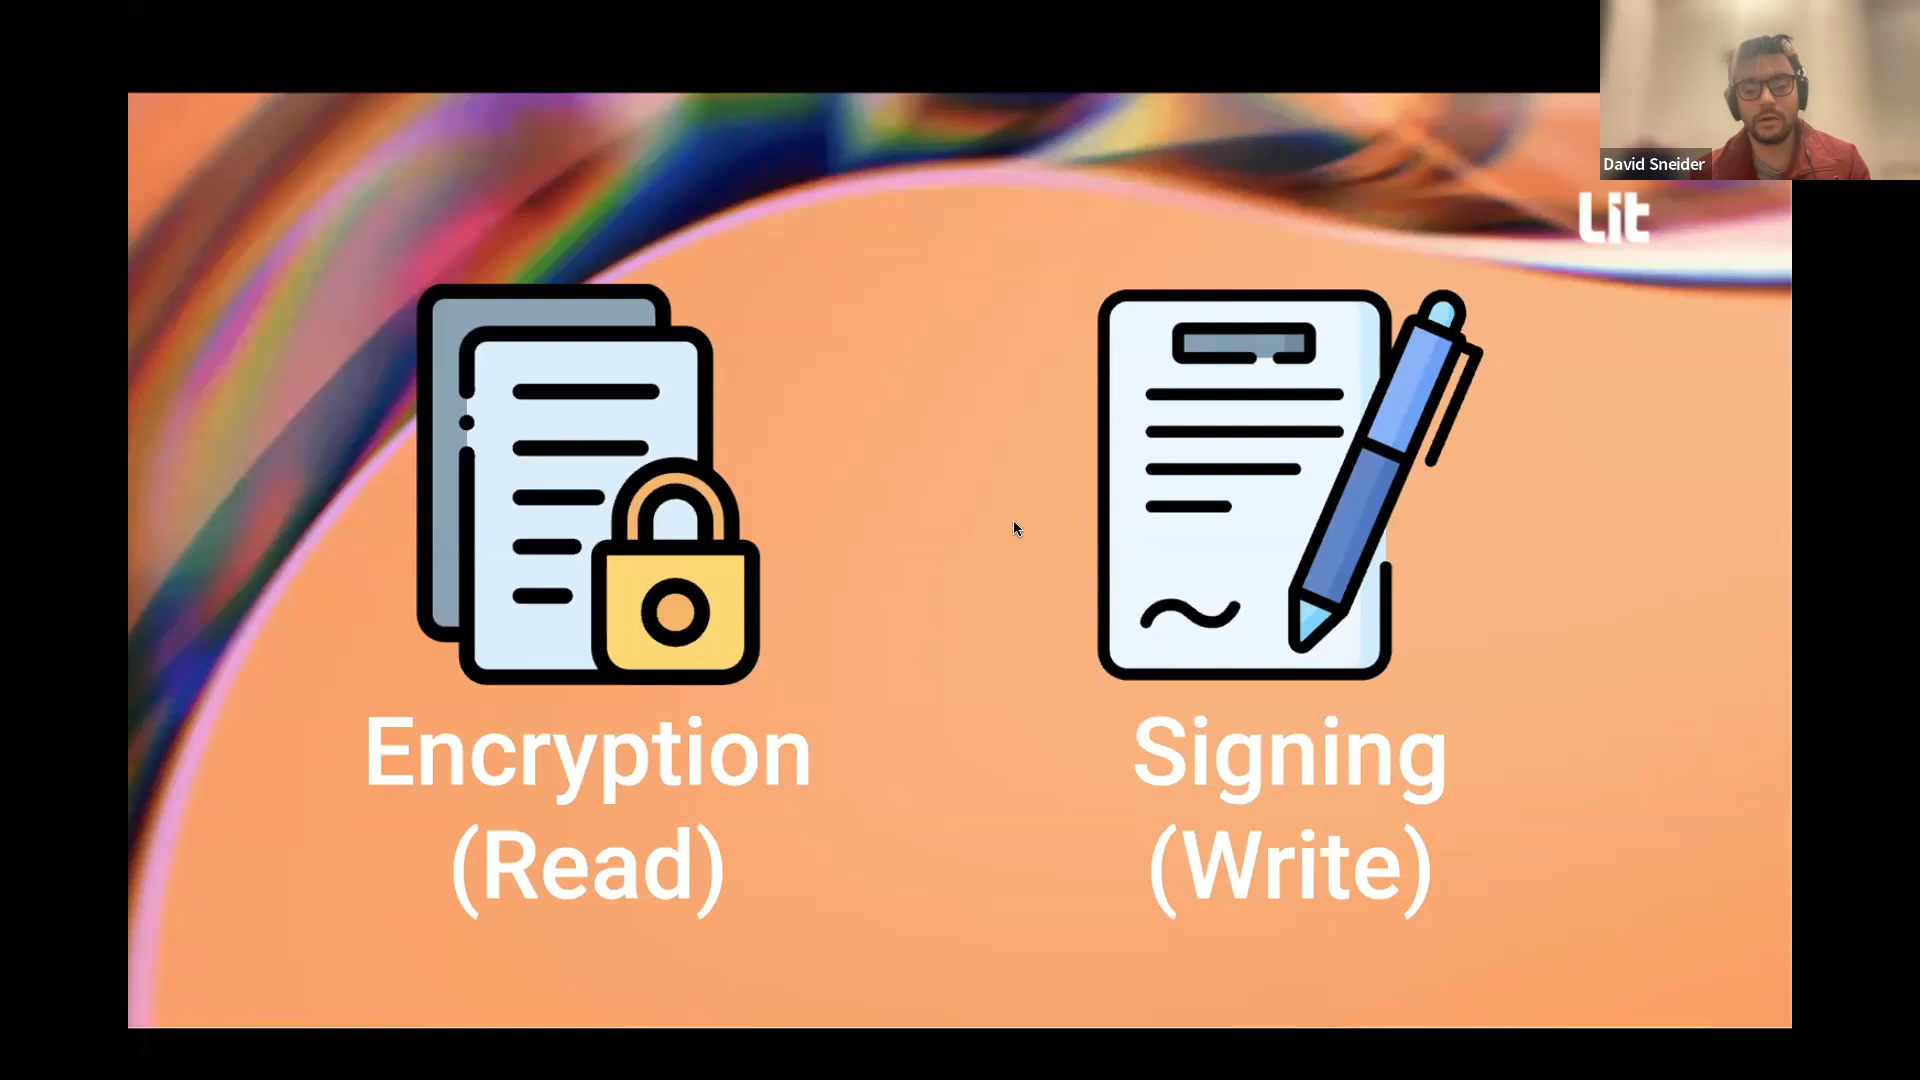 David Sneider
Lit
Encryption
(Read)
Signing
(Write)